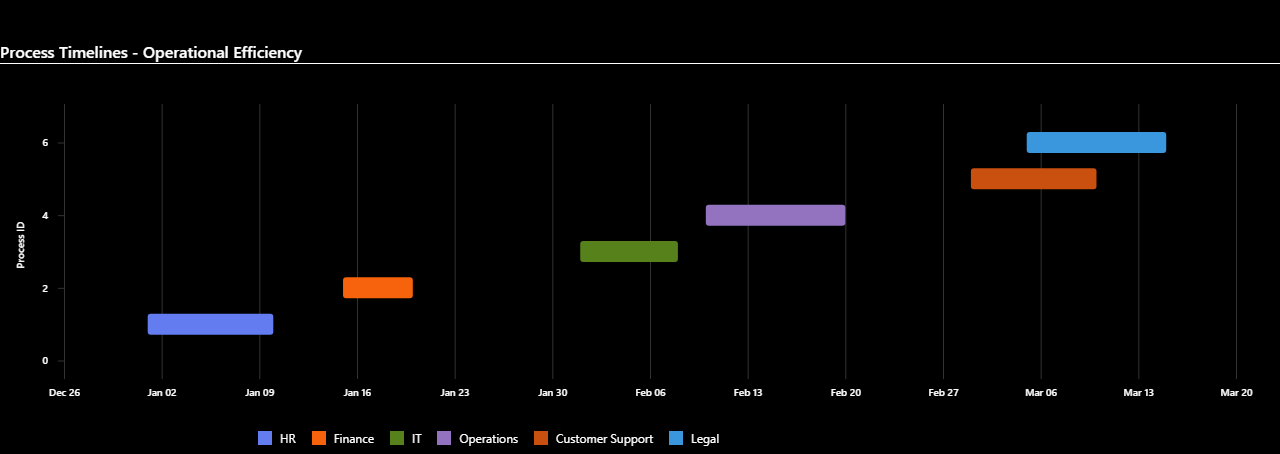 Process Timelines - Operational Efficiency
6
4
2
0
Process ID
Dec 26 Jan 02 Jan 09 Jan 16 Jan 23 Jan 30 Feb 06 Feb 13 Feb 20 Feb 27 Mar 06 Mar 13 Mar 20
HR Finance IT Operations Customer Support Legal